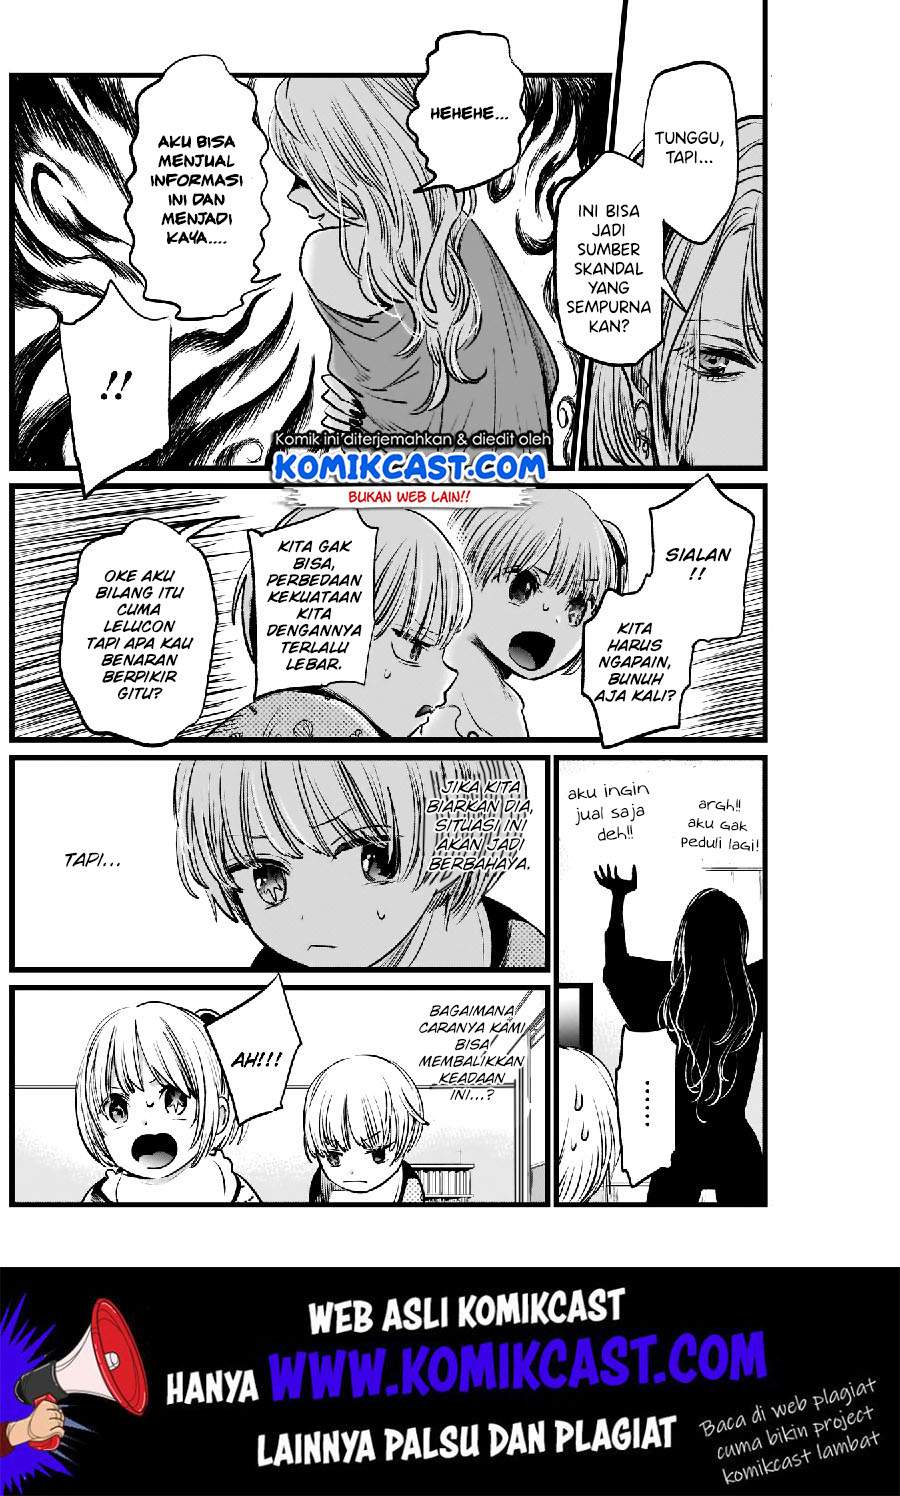 TUNGGU,
TAPI...
INI BISA
JADI
SUMBER
SKANDAL
YANG
SEMPURNA
KAN?
HEHEHE...
AKU BISA
MENJUAL
INFORMASI
INI DAN
MENJADI
KAYA....
!!
Komik ini diterjemahkan & diedit oleh
KOMIKCAST.COM
BUKAN WEB LAIN!!
SIALAN
!!
KITA
HARUS
NGAPAIN,
BUNUH
AJA KALI?
KITA GAK
BISA,
PERBEDAAN
KEKUATAAN
KITA
DENGANNYA
TERLALU
LEBAR.
OKE AKU
BILANG ITU
CUMA
LELUCON
TAPI APA KAU
BENARAN
BERPIKIR
GITU?
argh!!
aku gak
peduli lagi!
aku ingin
jual saja
deh!!
......
JIKA KITA
BIARKAN DIA,
SITUASI INI
AKAN JADI
BERBAHAYA.
TAPI...
BAGAIMANA
CARANYA KAMI
BISA
MEMBALIKKAN
KEADAAN
INI...?
AH!!!
WEB ASLI KOMIKCAST
HANYA WWW.KOMIKCAST.COM
LAINNYA PALSU DAN PLAGIAT
Baca di web plagiat
cuma bikin project
komikcast lambat